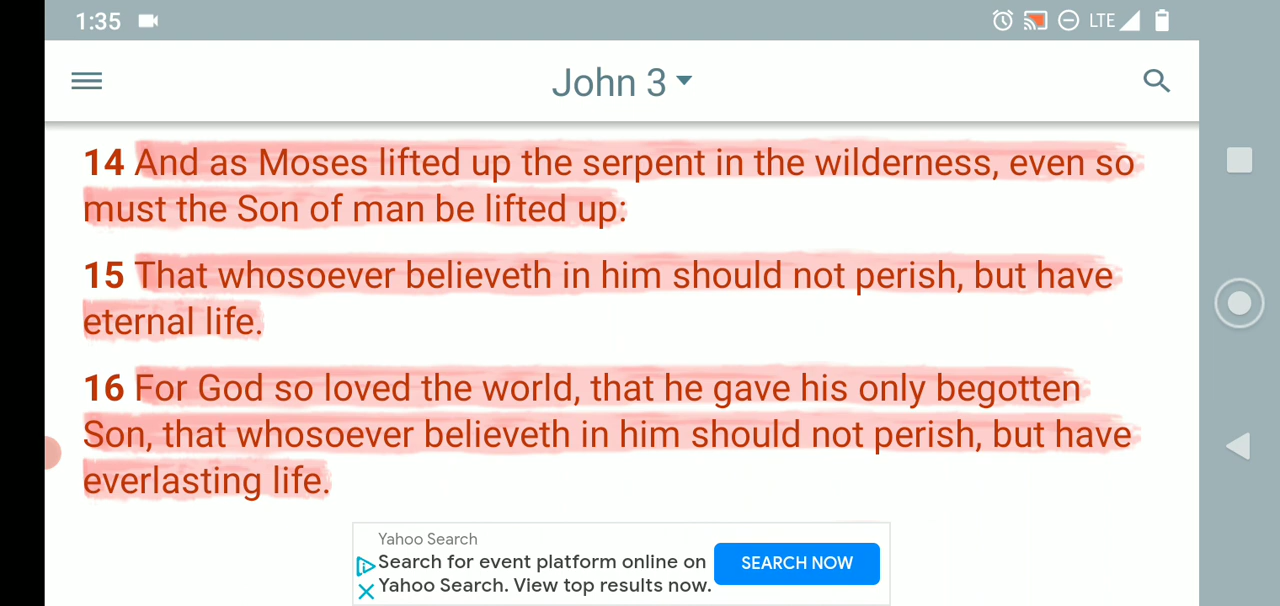 1:35
LTE
John 3
14 And as Moses lifted up the serpent in the wilderness, even so
must the Son of man be lifted up:
15 That whosoever believeth in him should not perish, but have
eternal life.
16 For God so loved the world, that he gave his only begotten
Son, that whosoever believeth in him should not perish, but have
everlasting life.
Yahoo Search
Search for event platform online on
Yahoo Search. View top results now.
SEARCH NOW